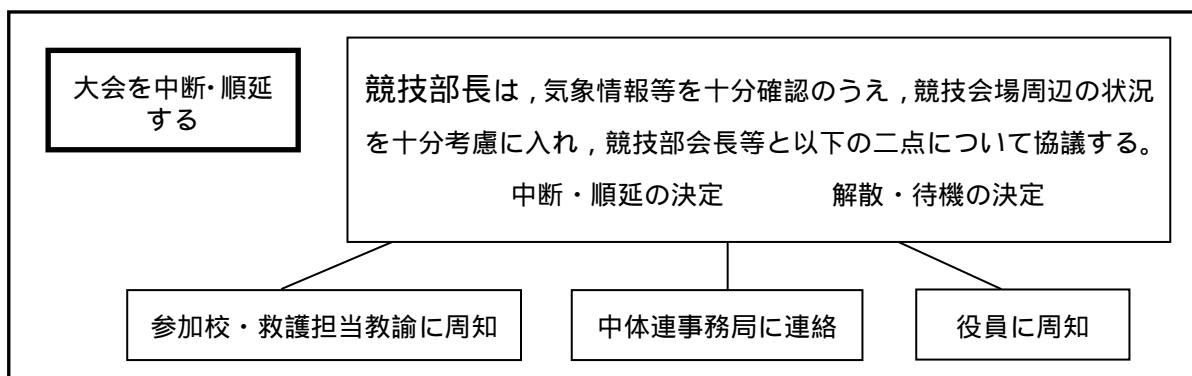 大会を中断・順延
する
競技部長は，気象情報等を十分確認のうえ，競技会場周辺の状況
を十分考慮に入れ，競技部会長等と以下の二点について協議する。
中断・順延の決定　　　解散・待機の決定
参加校・救護担当教諭に周知
中体連事務局に連絡
役員に周知